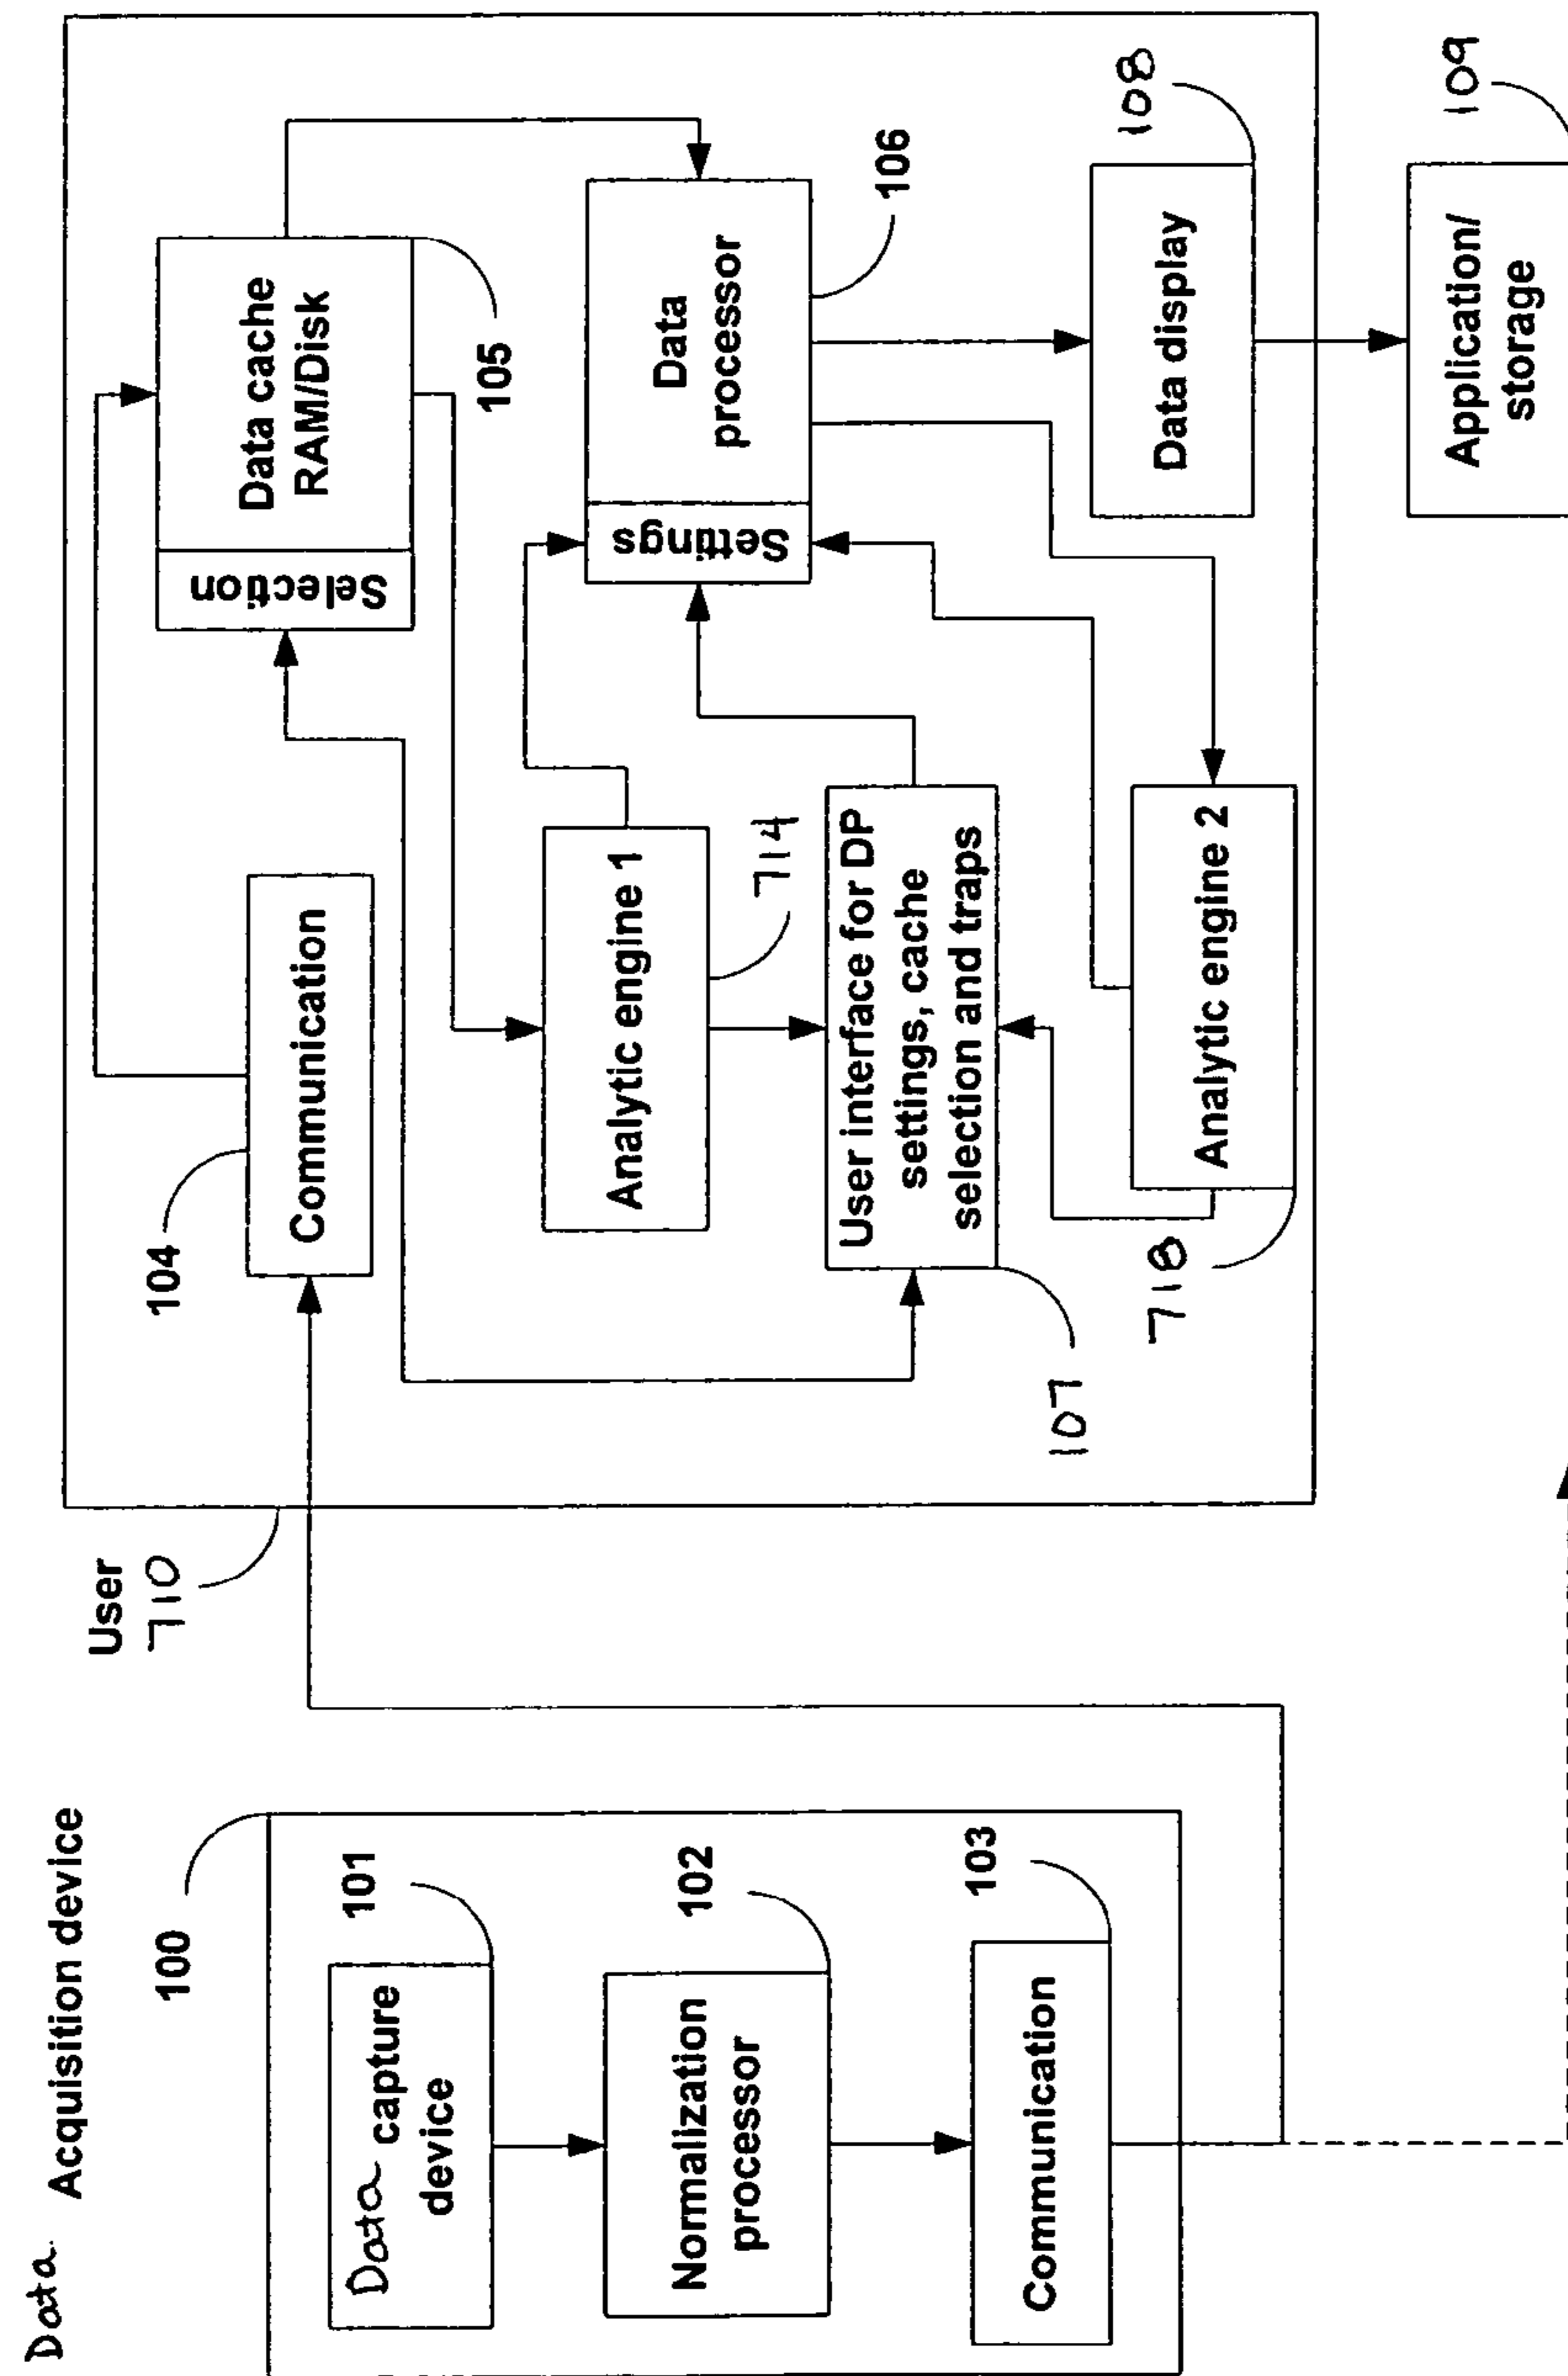 Data Acquisition device
100
Data capture
device
101
Normalization
processor
102
Communication
103
User
710
104
Communication
Data cache
RAM/Disk
Selection
105
Analytic engine 1
714
Data
processor
Settings
106
User interface for DP
settings, cache
selection and traps
107
Analytic engine 2
718
Data display
108
Application/
storage
109